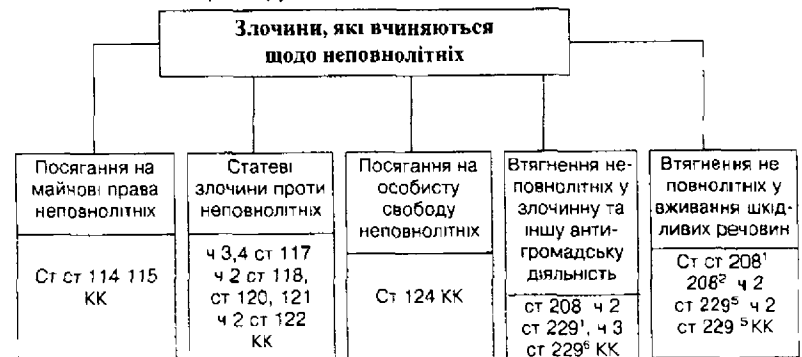 Злочини, які вчиняються
щодо неповнолітніх
Посягання на
майнові права
неповнолітніх
Ст ст 114 115
КК
Статеві
злочини проти
неповнолітніх
ч 3,4 ст 117
ч 2 ст 118,
ст 120, 121
ч 2 ст 122
КК
Посягання на
особисту
свободу
неповнолітніх
Ст 124 КК
Втягнення не-
повнолітніх у
злочинну та
іншу анти-
громадську
діяльність
ст 208 ч 2
ст 229¹, ч 3
ст 229⁶ КК
Втягнення не
повнолітніх у
вживання шкід-
ливих речовин
Ст ст 208¹
208² ч 2
ст 229⁵ ч 2
ст 229 ⁵ КК